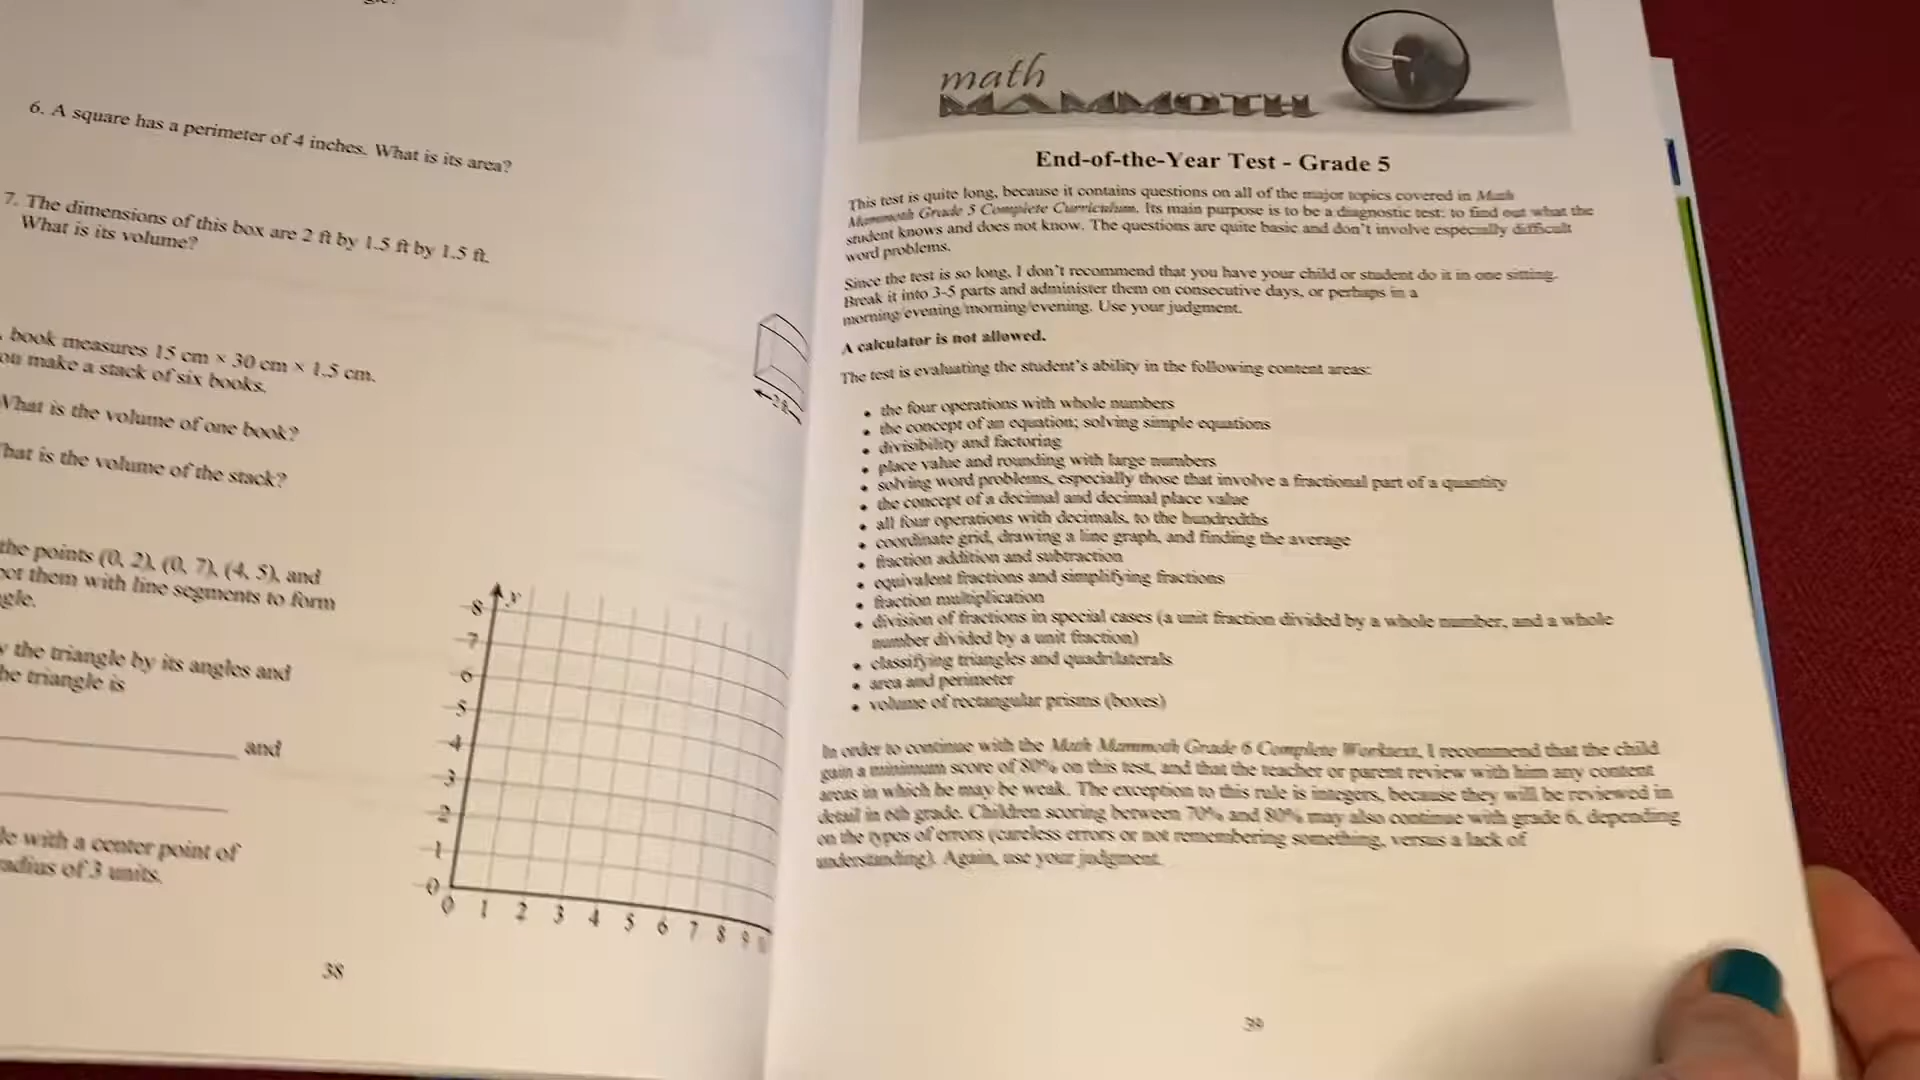 6. A square has a perimeter of 4 inches. What is its area?
7. The dimensions of this box are 2 ft by 1.5 ft by 1.5 ft.
What is its volume?
book measures 15 cm × 30 cm × 1.5 cm.
ou make a stack of six books.
What is the volume of one book?
hat is the volume of the stack?
2 ft
the points (0, 2), (0, 7), (4, 5), and
them with line segments to form
gle.
the triangle by its angles and
he triangle is
and
le with a center point of
adius of 3 units.
y
8
7
6
5
4
3
2
1
0
0 1 2 3 4 5 6 7 8 9
38
math
MAMMOTH
End-of-the-Year Test - Grade 5
This test is quite long, because it contains questions on all of the major topics covered in Math
Mammoth Grade 5 Complete Curriculum. Its main purpose is to be a diagnostic test: to find out what the
student knows and does not know. The questions are quite basic and don't involve especially difficult
word problems.
Since the test is so long, I don't recommend that you have your child or student do it in one sitting.
Break it into 3-5 parts and administer them on consecutive days, or perhaps in a
morning/evening/morning/evening. Use your judgment.
A calculator is not allowed.
The test is evaluating the student's ability in the following content areas:
• the four operations with whole numbers
• the concept of an equation; solving simple equations
• divisibility and factoring
• place value and rounding with large numbers
• solving word problems, especially those that involve a fractional part of a quantity
• the concept of a decimal and decimal place value
• all four operations with decimals, to the hundredths
• coordinate grid, drawing a line graph, and finding the average
• fraction addition and subtraction
• equivalent fractions and simplifying fractions
• fraction multiplication
• division of fractions in special cases (a unit fraction divided by a whole number, and a whole
number divided by a unit fraction)
• classifying triangles and quadrilaterals
• area and perimeter
• volume of rectangular prisms (boxes)
In order to continue with the Math Mammoth Grade 6 Complete Worktext, I recommend that the child
gain a minimum score of 80% on this test, and that the teacher or parent review with him any content
areas in which he may be weak. The exception to this rule is integers, because they will be reviewed in
detail in 6th grade. Children scoring between 70% and 80% may also continue with grade 6, depending
on the types of errors (careless errors or not remembering something, versus a lack of
understanding). Again, use your judgment.
39